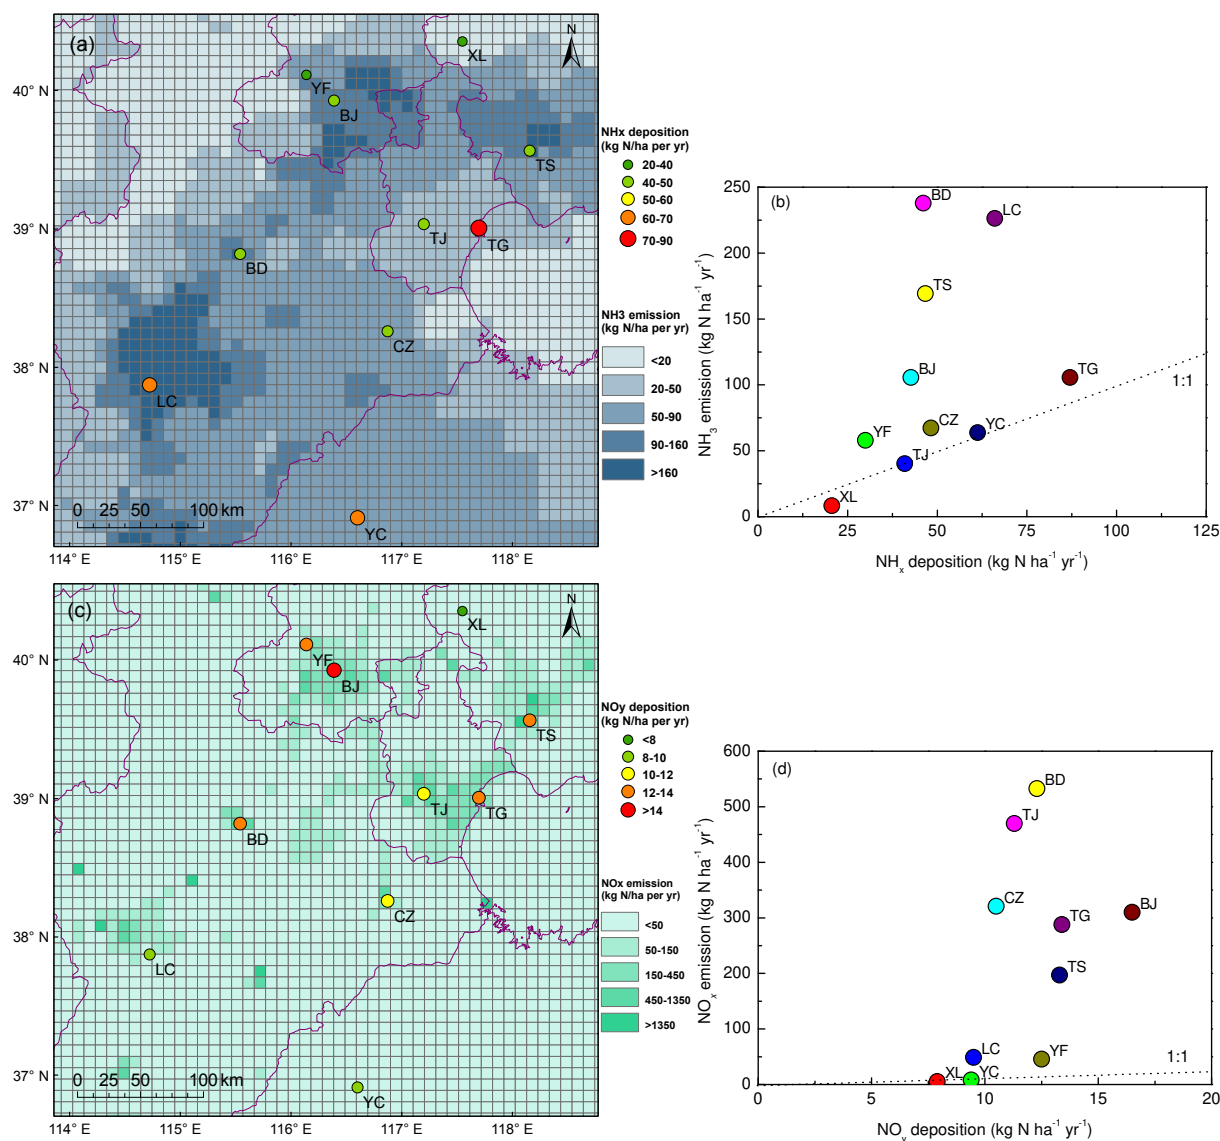 (a)
N
XL
YF
BJ
TS
TJ
TG
BD
CZ
LC
YC
40° N
39° N
38° N
37° N
0 25 50 100 km
114° E 115° E 116° E 117° E 118° E
NHx deposition
(kg N/ha per yr)
20-40
40-50
50-60
60-70
70-90
NH3 emission
(kg N/ha per yr)
<20
20-50
50-90
90-160
>160
(b)
NH₃ emission (kg N ha⁻¹ yr⁻¹)
250
200
150
100
50
0
BD
LC
TS
BJ
TG
1:1
CZ
YC
YF
TJ
XL
0 25 50 75 100 125
NHₓ deposition (kg N ha⁻¹ yr⁻¹)
(c)
N
XL
YF
BJ
TS
TJ
TG
BD
CZ
LC
YC
40° N
39° N
38° N
37° N
0 25 50 100 km
114° E 115° E 116° E 117° E 118° E
NOy deposition
(kg N/ha per yr)
<8
8-10
10-12
12-14
>14
NOx emission
(kg N/ha per yr)
<50
50-150
150-450
450-1350
>1350
(d)
NOₓ emission (kg N ha⁻¹ yr⁻¹)
600
500
400
300
200
100
0
BD
TJ
CZ
TG
BJ
TS
LC
YF
1:1
XL
YC
0 5 10 15 20
NOᵧ deposition (kg N ha⁻¹ yr⁻¹)